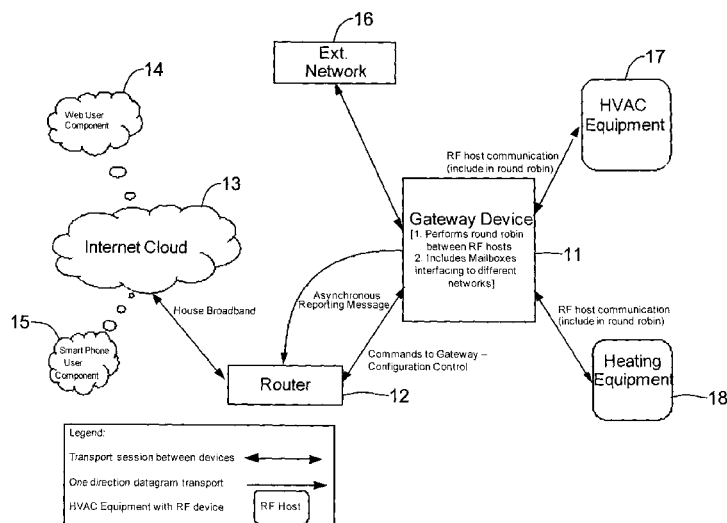 16
Ext.
Network
14
Web User
Component
17
HVAC
Equipment
RF host communication
(include in round robin)
13
Internet Cloud
Gateway Device
[1. Performs round robin
between RF hosts
2. Includes Mailboxes
interfacing to different
networks]
11
Asynchronous
Reporting Message
House Broadband
RF host communication
(include in round robin)
15
Smart Phone
User
Component
Commands to Gateway –
Configuration Control
Router
12
Heating
Equipment
18
Legend:
Transport session between devices
One direction datagram transport
HVAC Equipment with RF device
RF Host